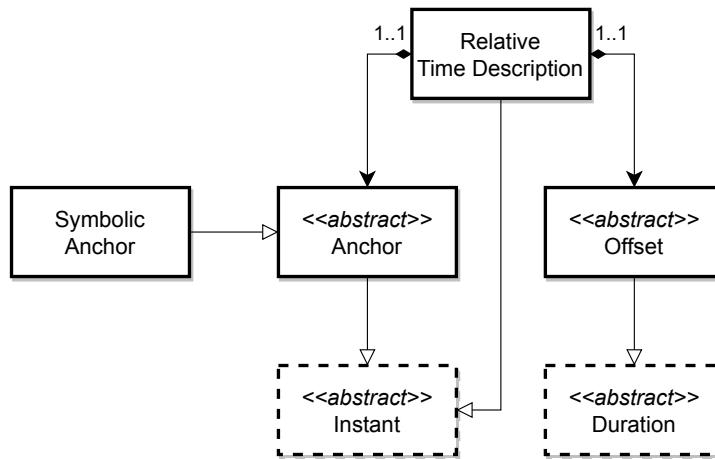 1..1
Relative
Time Description
1..1
Symbolic
Anchor
<<abstract>>
Anchor
<<abstract>>
Offset
<<abstract>>
Instant
<<abstract>>
Duration